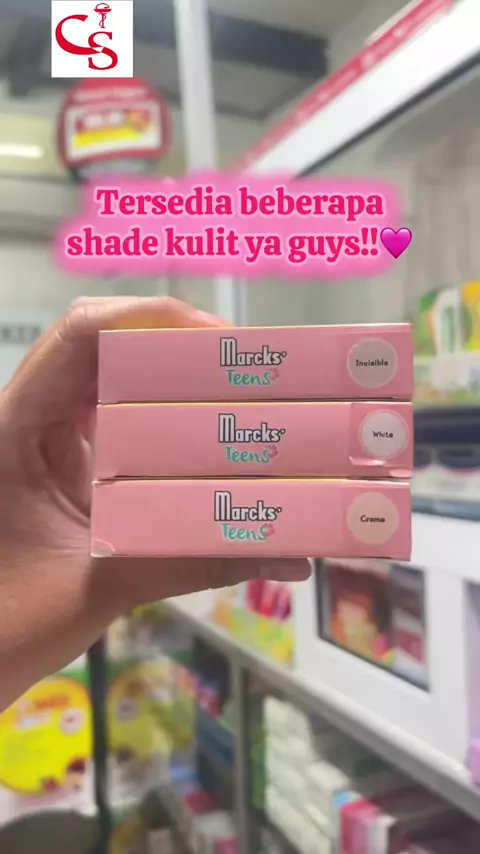 CS
Tersedia beberapa
shade kulit ya guys!!
Marcks®
Teens
Invisible
Marcks®
Teens
White
Marcks®
Teens
Creme